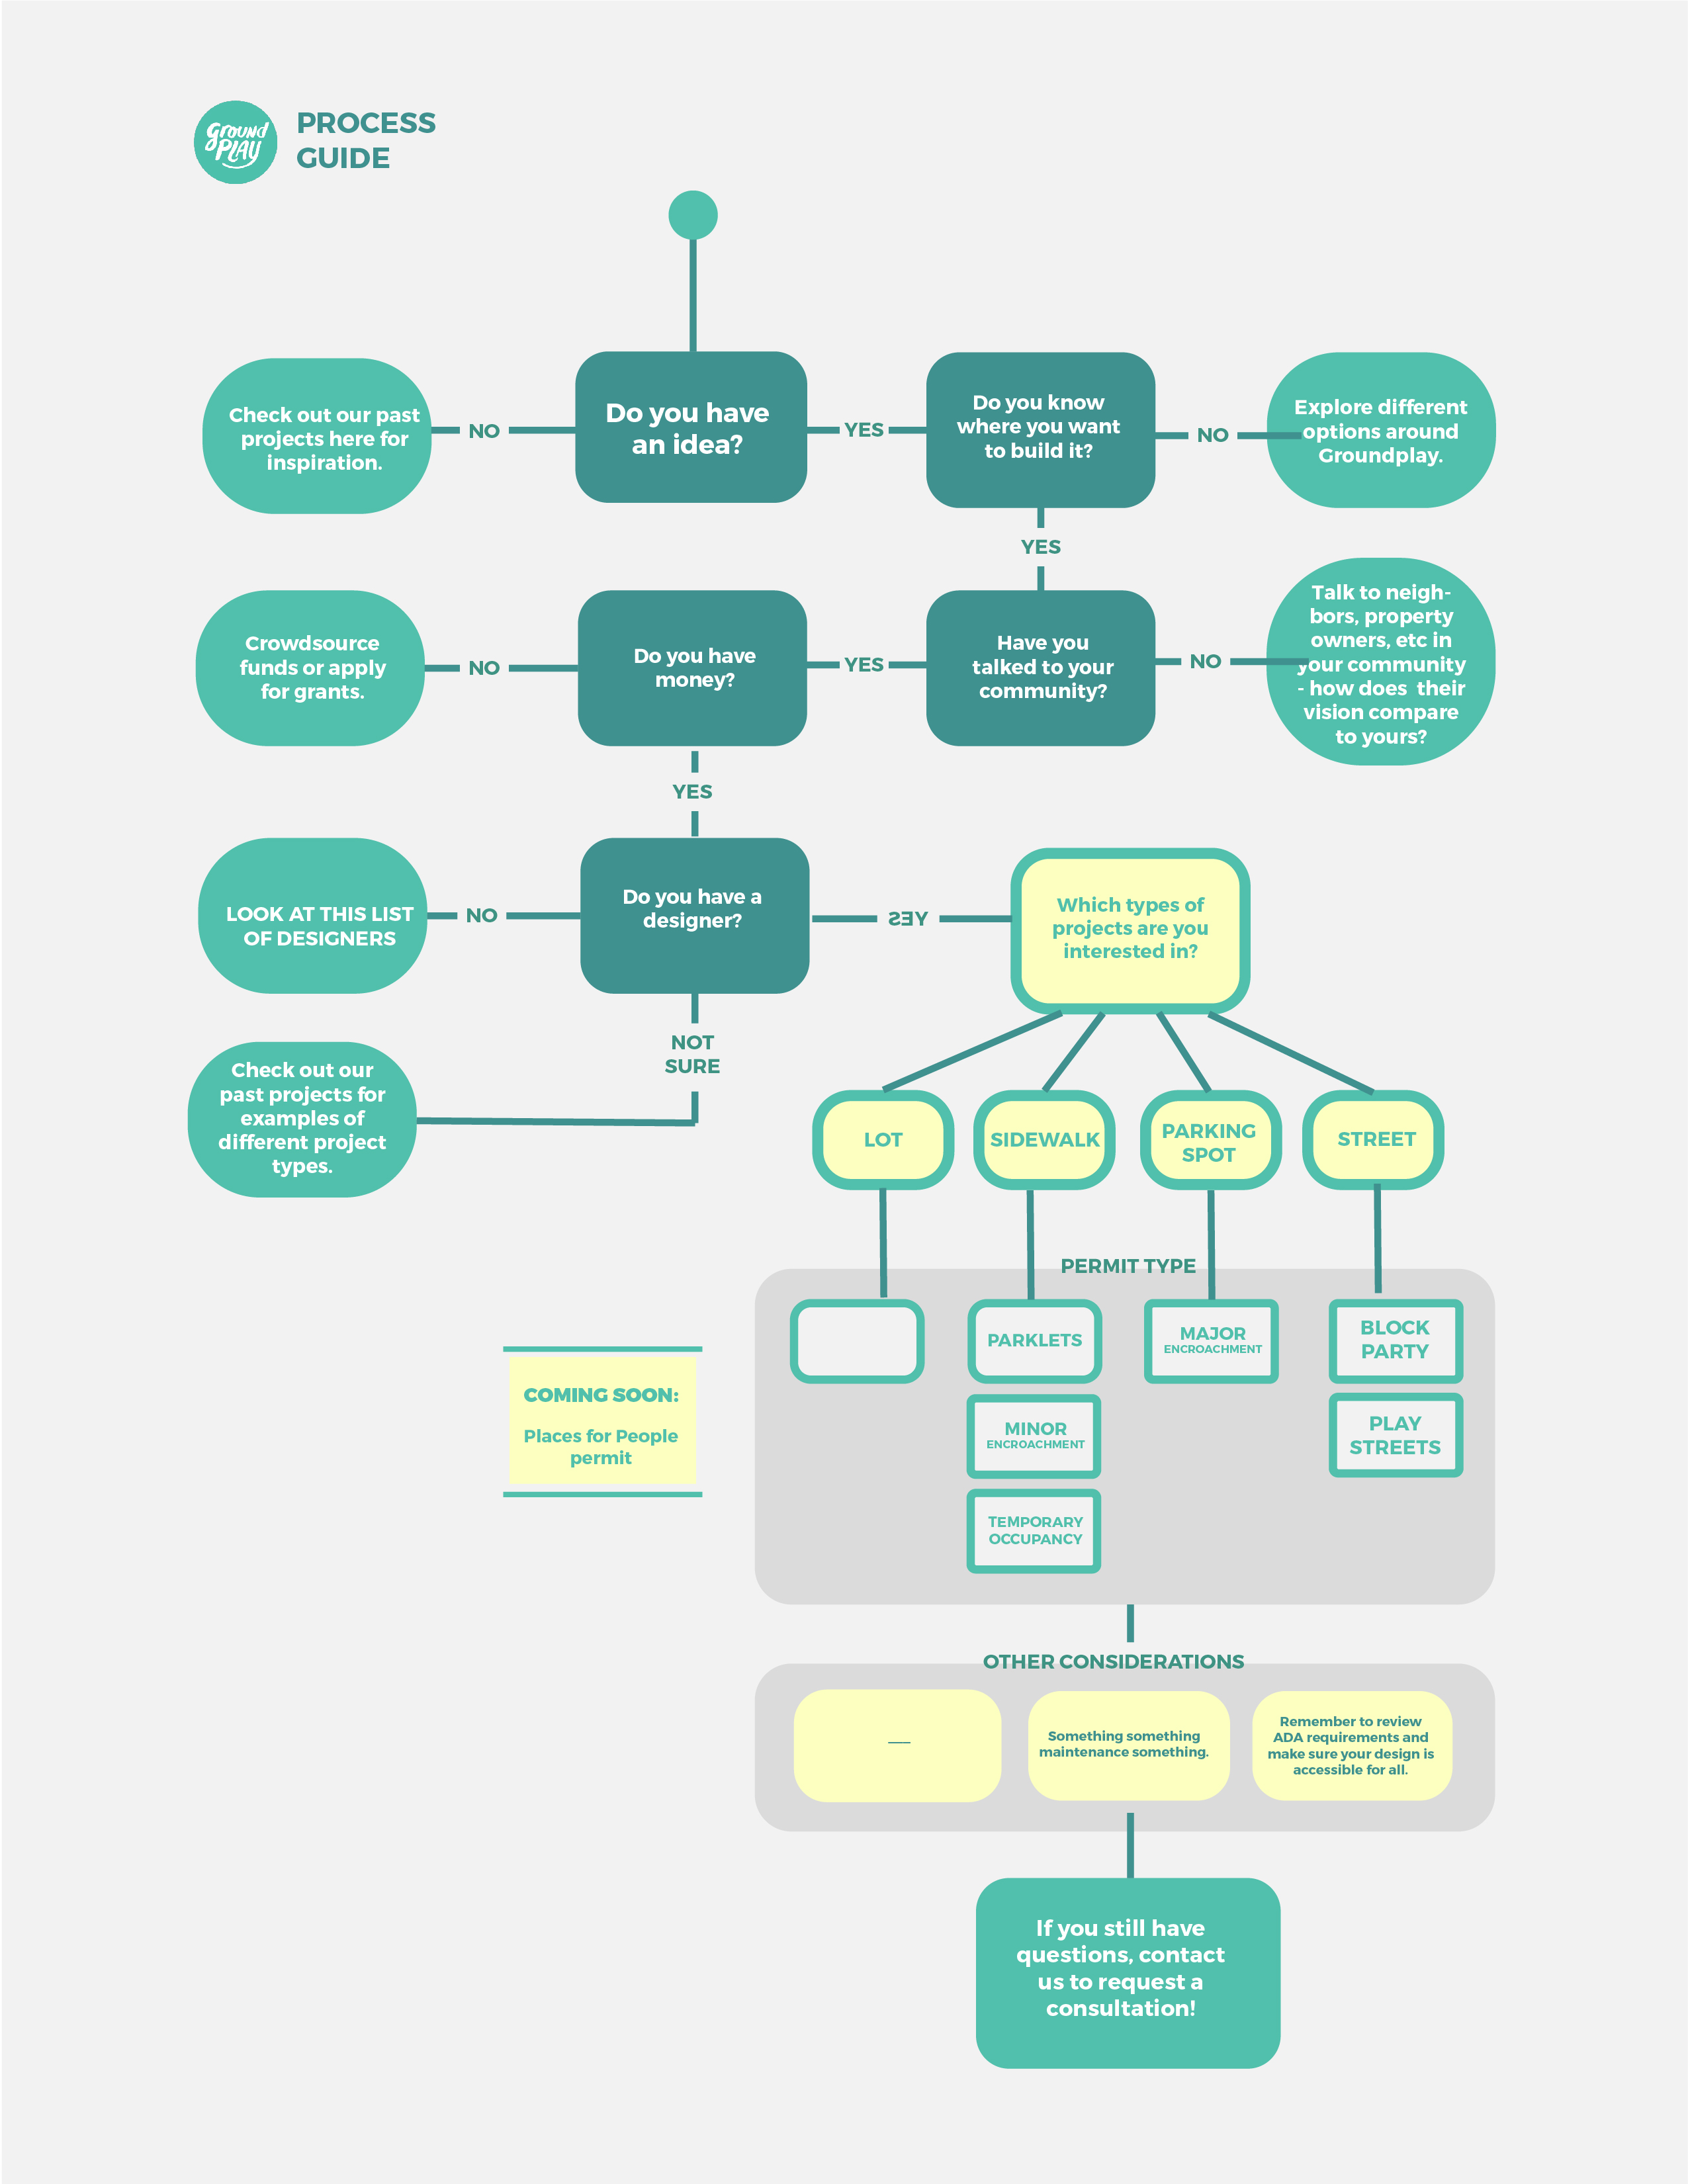 GROUND
PLAY
PROCESS
GUIDE
Check out our past
projects here for
inspiration.
NO
Do you have
an idea?
YES
Do you know
where you want
to build it?
NO
Explore different
options around
Groundplay.
YES
Crowdsource
funds or apply
for grants.
NO
Do you have
money?
YES
Have you
talked to your
community?
NO
Talk to neigh-
bors, property
owners, etc in
your community
- how does their
vision compare
to yours?
YES
LOOK AT THIS LIST
OF DESIGNERS
NO
Do you have a
designer?
YES
Which types of
projects are you
interested in?
NOT
SURE
Check out our
past projects for
examples of
different project
types.
LOT
SIDEWALK
PARKING
SPOT
STREET
PERMIT TYPE
PARKLETS
MAJOR
ENCROACHMENT
BLOCK
PARTY
MINOR
ENCROACHMENT
PLAY
STREETS
TEMPORARY
OCCUPANCY
COMING SOON:
Places for People
permit
OTHER CONSIDERATIONS
__
Something something
maintenance something.
Remember to review
ADA requirements and
make sure your design is
accessible for all.
If you still have
questions, contact
us to request a
consultation!